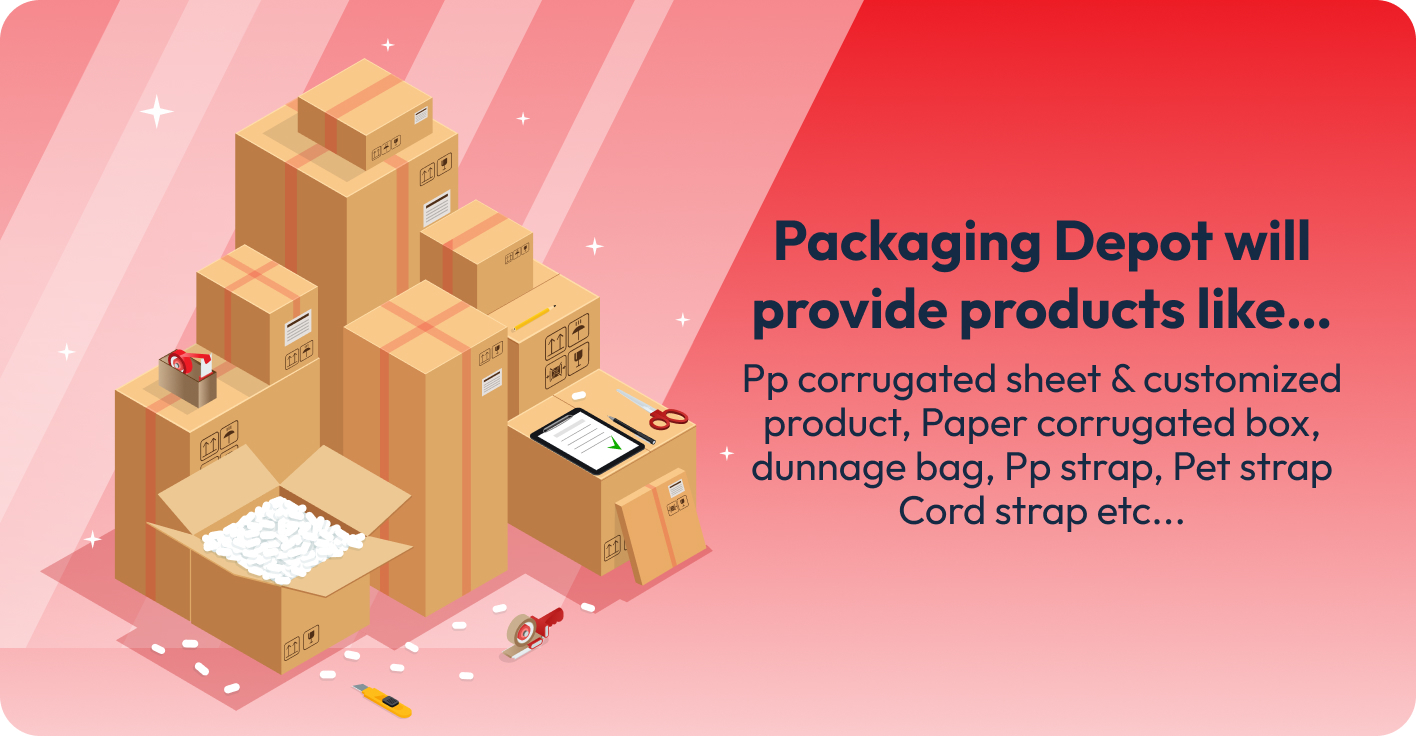 Packaging Depot will
provide products like...
Pp corrugated sheet & customized
product, Paper corrugated box,
dunnage bag, Pp strap, Pet strap
Cord strap etc...